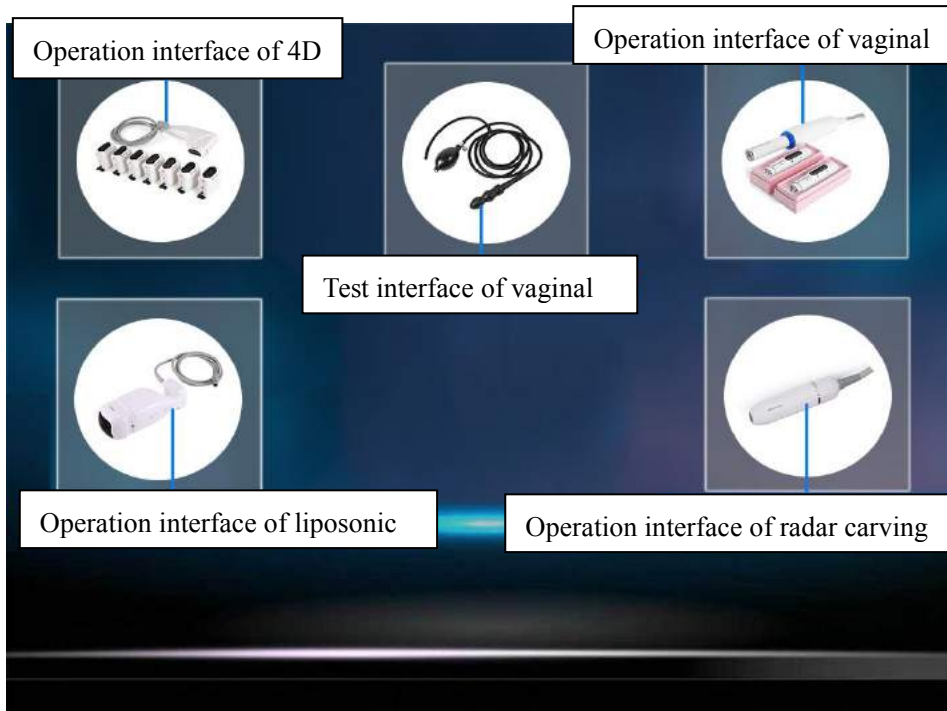 Operation interface of 4D
Operation interface of vaginal
Test interface of vaginal
Operation interface of liposonic
Operation interface of radar carving